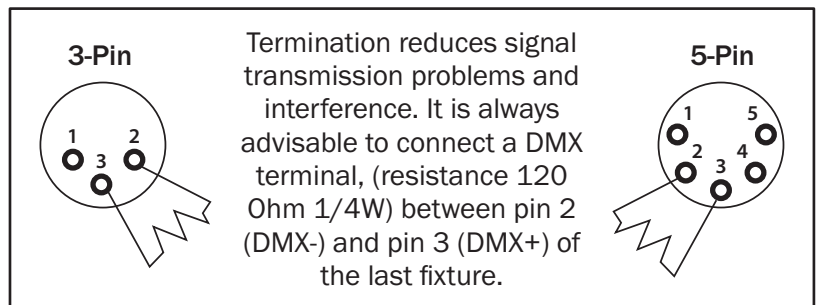 3-Pin
1 2
3
Termination reduces signal
transmission problems and
interference. It is always
advisable to connect a DMX
terminal, (resistance 120
Ohm 1/4W) between pin 2
(DMX-) and pin 3 (DMX+) of
the last fixture.
5-Pin
1 5
2 4
3